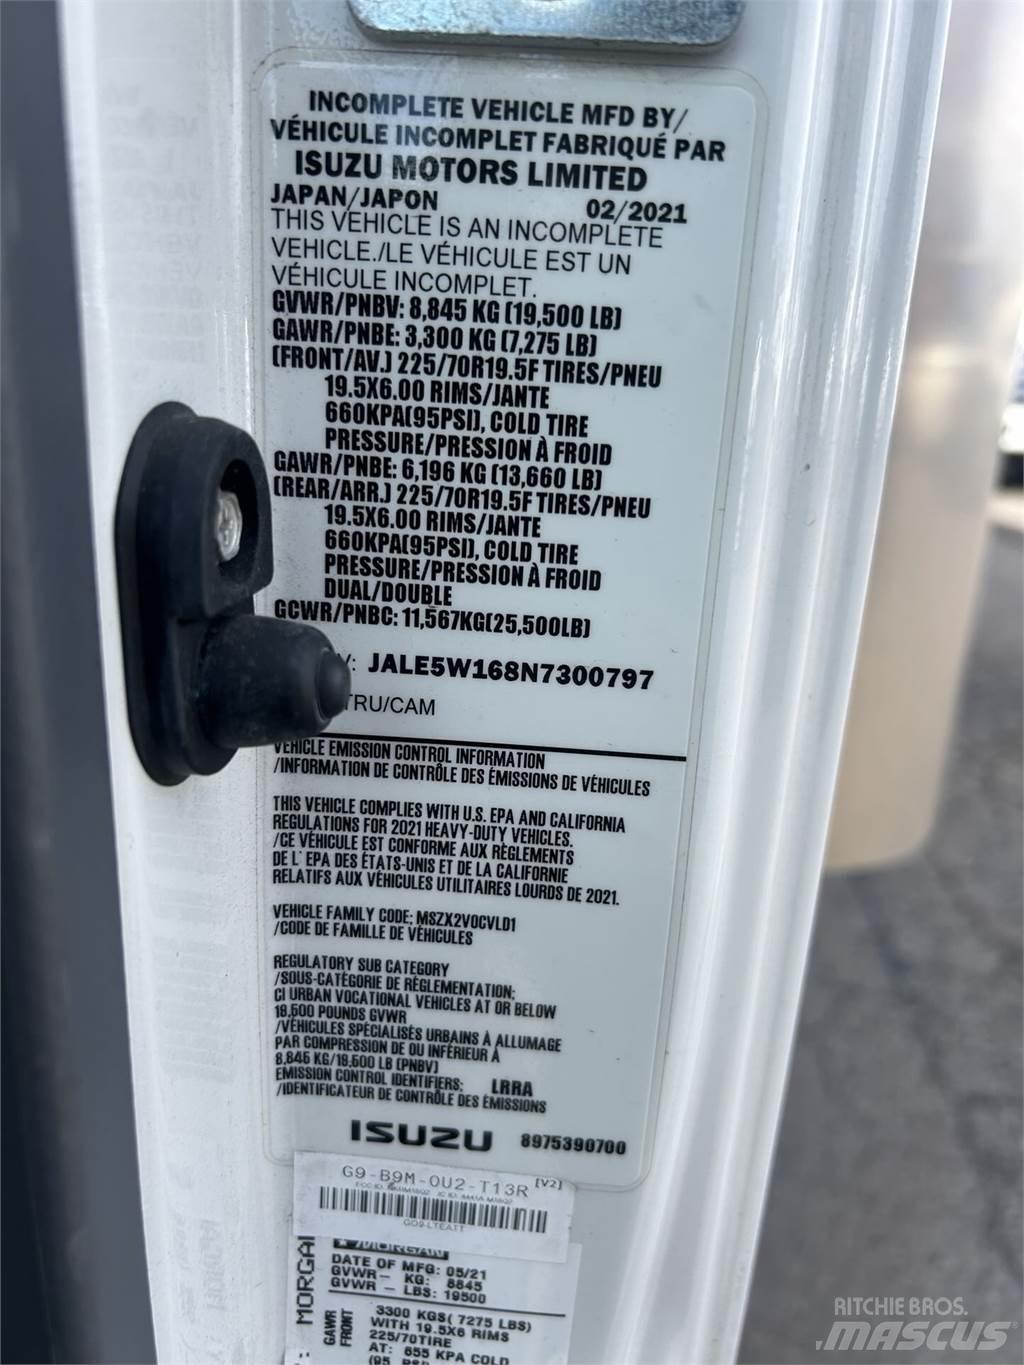 INCOMPLETE VEHICLE MFD BY/
VÉHICULE INCOMPLET FABRIQUÉ PAR
ISUZU MOTORS LIMITED
JAPAN/JAPON 02/2021
THIS VEHICLE IS AN INCOMPLETE
VEHICLE./LE VÉHICULE EST UN
VÉHICULE INCOMPLET.
GVWR/PNBV: 8,845 KG (19,500 LB)
GAWR/PNBE: 3,300 KG (7,275 LB)
(FRONT/AV.) 225/70R19.5F TIRES/PNEU
19.5X6.00 RIMS/JANTE
660KPA(95PSI), COLD TIRE
PRESSURE/PRESSION À FROID
GAWR/PNBE: 6,196 KG (13,660 LB)
(REAR/ARR.) 225/70R19.5F TIRES/PNEU
19.5X6.00 RIMS/JANTE
660KPA(95PSI), COLD TIRE
PRESSURE/PRESSION À FROID
DUAL/DOUBLE
GCWR/PNBC: 11,567KG(25,500LB)
JALE5W168N7300797
TRU/CAM
VEHICLE EMISSION CONTROL INFORMATION
/INFORMATION DE CONTRÔLE DES ÉMISSIONS DE VÉHICULES
THIS VEHICLE COMPLIES WITH U.S. EPA AND CALIFORNIA
REGULATIONS FOR 2021 HEAVY-DUTY VEHICLES.
/CE VÉHICULE EST CONFORME AUX RÈGLEMENTS
DE L'EPA DES ÉTATS-UNIS ET DE LA CALIFORNIE
RELATIFS AUX VÉHICULES UTILITAIRES LOURDS DE 2021.
VEHICLE FAMILY CODE: MSZX2VOCVLD1
/CODE DE FAMILLE DE VÉHICULES
REGULATORY SUB CATEGORY
/SOUS-CATÉGORIE DE RÉGLEMENTATION:
CI URBAN VOCATIONAL VEHICLES AT OR BELOW
19,500 POUNDS GVWR
/VÉHICULES SPÉCIALISÉS URBAINS À ALLUMAGE
PAR COMPRESSION DE OU INFÉRIEUR À
8,845 KG/19,500 LB (PNBV)
EMISSION CONTROL IDENTIFIERS: LRRA
/IDENTIFICATEUR DE CONTRÔLE DES ÉMISSIONS
ISUZU 8975390700
G9-B9M-0U2-T13R [V2]
MORGAN
DATE OF MFG: 05/21
GVWR- KG: 8845
GVWR- LBS: 19500
MORGAN
GAWR FRONT
3300 KGS( 7275 LBS)
WITH 19.5X6 RIMS
225/70TIRE
AT: 655 KPA COLD
RITCHIE BROS.
MASCUS